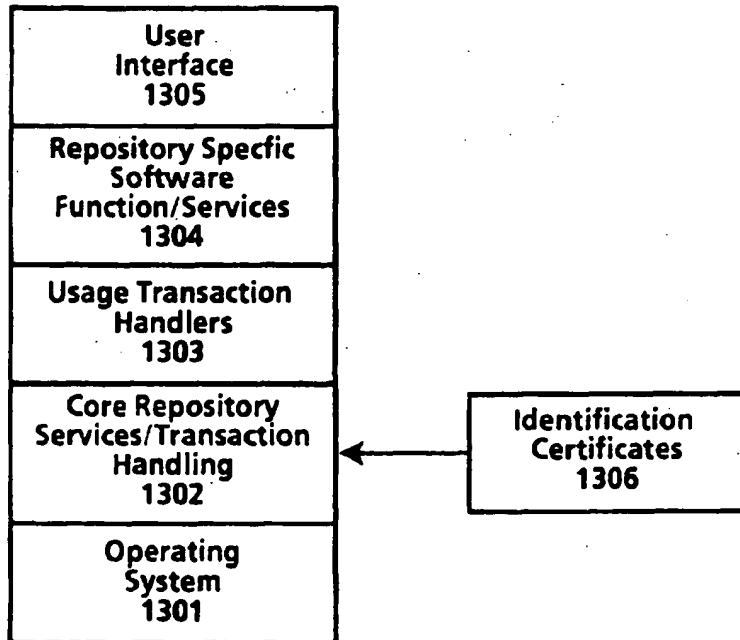 User
Interface
1305
Repository Specfic
Software
Function/Services
1304
Usage Transaction
Handlers
1303
Core Repository
Services/Transaction
Handling
1302
Identification
Certificates
1306
Operating
System
1301